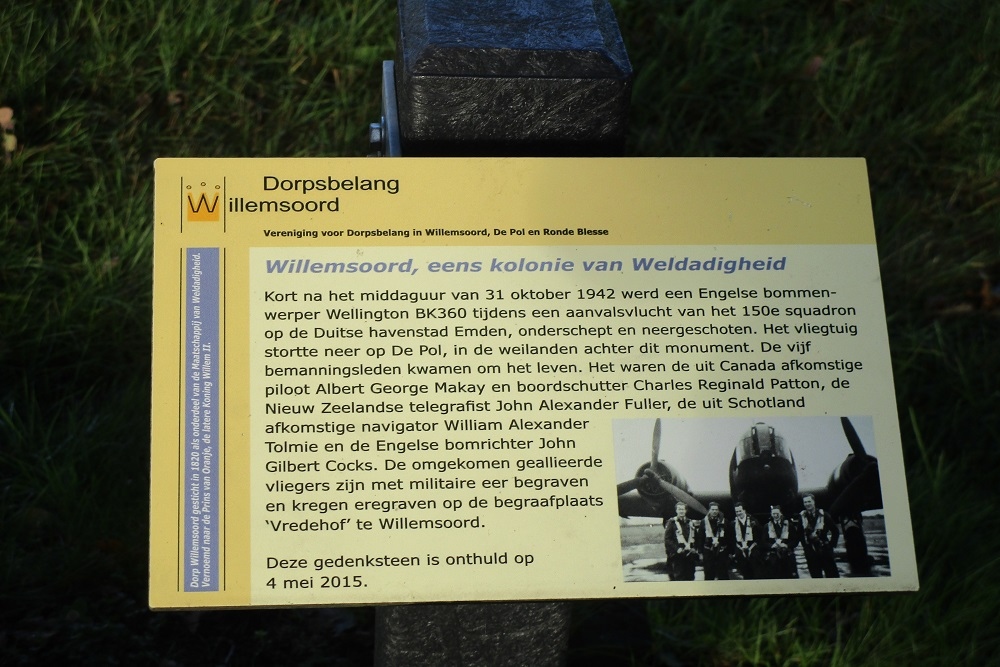 Dorpsbelang
Willemsoord
Vereniging voor Dorpsbelang in Willemsoord, De Pol en Ronde Blesse
Dorp Willemsoord gesticht in 1820 als onderdeel van de Maatschappij van Weldadigheid.
Vernoemd naar de Prins van Oranje, de latere Koning Willem II.
Willemsoord, eens kolonie van Weldadigheid
Kort na het middaguur van 31 oktober 1942 werd een Engelse bommen-
werper Wellington BK360 tijdens een aanvalsvlucht van het 150e squadron
op de Duitse havenstad Emden, onderschept en neergeschoten. Het vliegtuig
stortte neer op De Pol, in de weilanden achter dit monument. De vijf
bemanningsleden kwamen om het leven. Het waren de uit Canada afkomstige
piloot Albert George Makay en boordschutter Charles Reginald Patton, de
Nieuw Zeelandse telegrafist John Alexander Fuller, de uit Schotland
afkomstige navigator William Alexander
Tolmie en de Engelse bomrichter John
Gilbert Cocks. De omgekomen geallieerde
vliegers zijn met militaire eer begraven
en kregen eregraven op de begraafplaats
‘Vredehof’ te Willemsoord.
Deze gedenksteen is onthuld op
4 mei 2015.